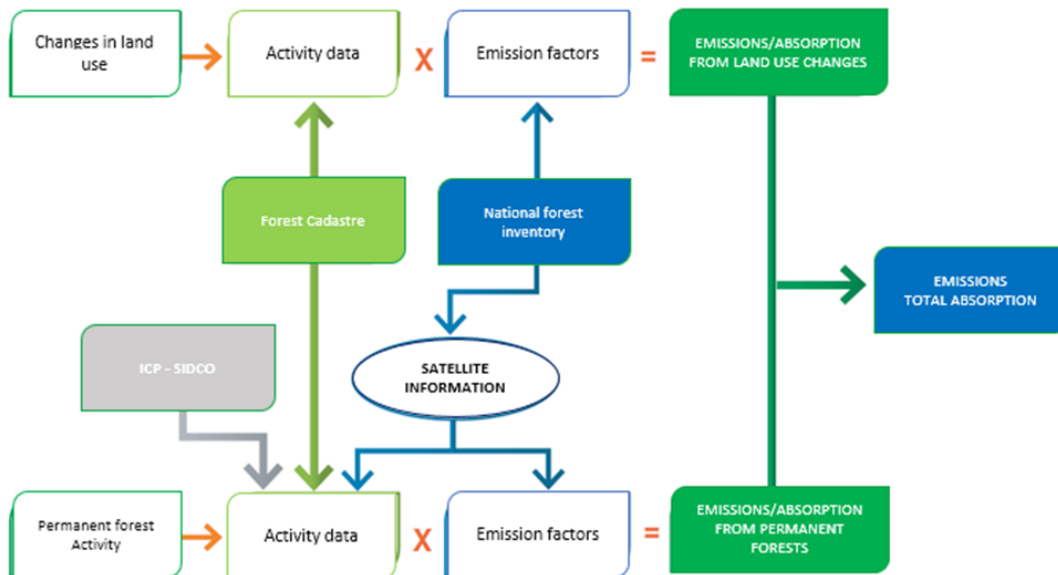 Changes in land
use
Activity data
X
Emission factors
=
EMISSIONS/ABSORPTION
FROM LAND USE CHANGES
Forest Cadastre
National forest
inventory
EMISSIONS
TOTAL ABSORPTION
ICP - SIDCO
SATELLITE
INFORMATION
Permanent forest
Activity
Activity data
X
Emission factors
=
EMISSIONS/ABSORPTION
FROM PERMANENT
FORESTS